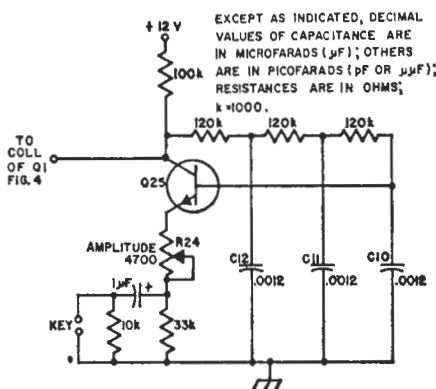 +12 V
EXCEPT AS INDICATED, DECIMAL
VALUES OF CAPACITANCE ARE
IN MICROFARADS (μF); OTHERS
ARE IN PICOFARADS (pF OR μμF);
RESISTANCES ARE IN OHMS;
k=1000.
100k
120k
120k
120k
TO
COLL
OF Q1
FIG. 4
Q25
AMPLITUDE
4700
R24
C12
.0012
C11
.0012
C10
.0012
1μF
+
KEY
10k
33k